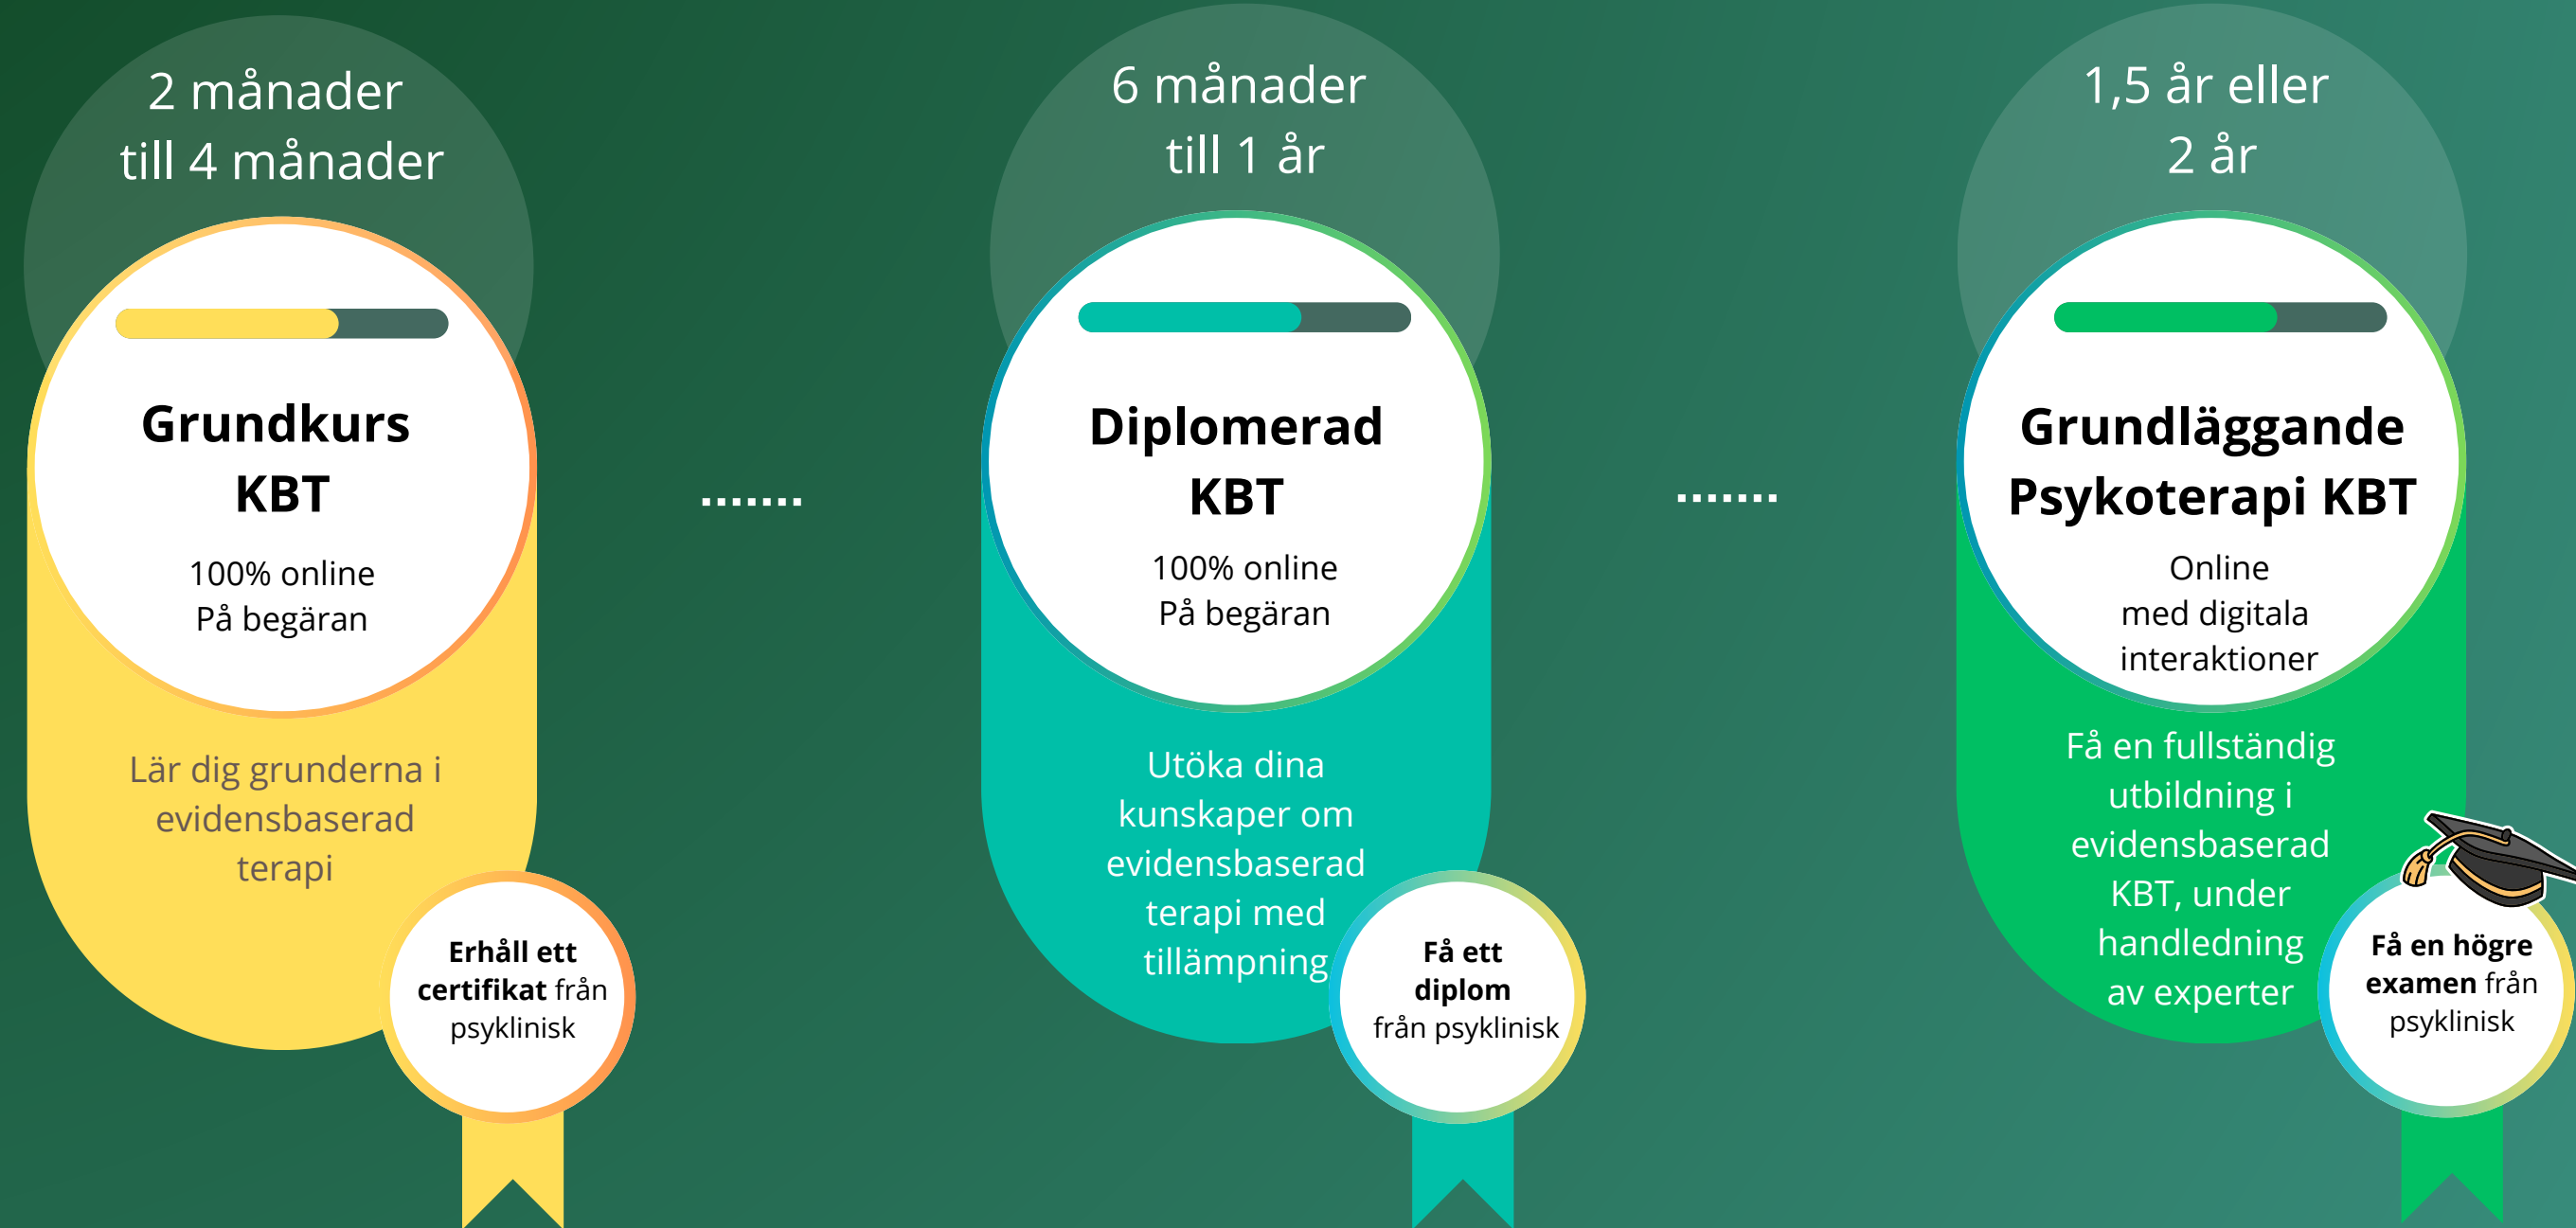 2 månader
till 4 månader
Grundkurs
KBT
100% online
På begäran
Lär dig grunderna i
evidensbaserad
terapi
Erhåll ett
certifikat från
psyklinisk
.......
6 månader
till 1 år
Diplomerad
KBT
100% online
På begäran
Utöka dina
kunskaper om
evidensbaserad
terapi med
tillämpning
Få ett
diplom
från psyklinisk
.......
1,5 år eller
2 år
Grundläggande
Psykoterapi KBT
Online
med digitala
interaktioner
Få en fullständig
utbildning i
evidensbaserad
KBT, under
handledning
av experter
Få en högre
examen från
psyklinisk